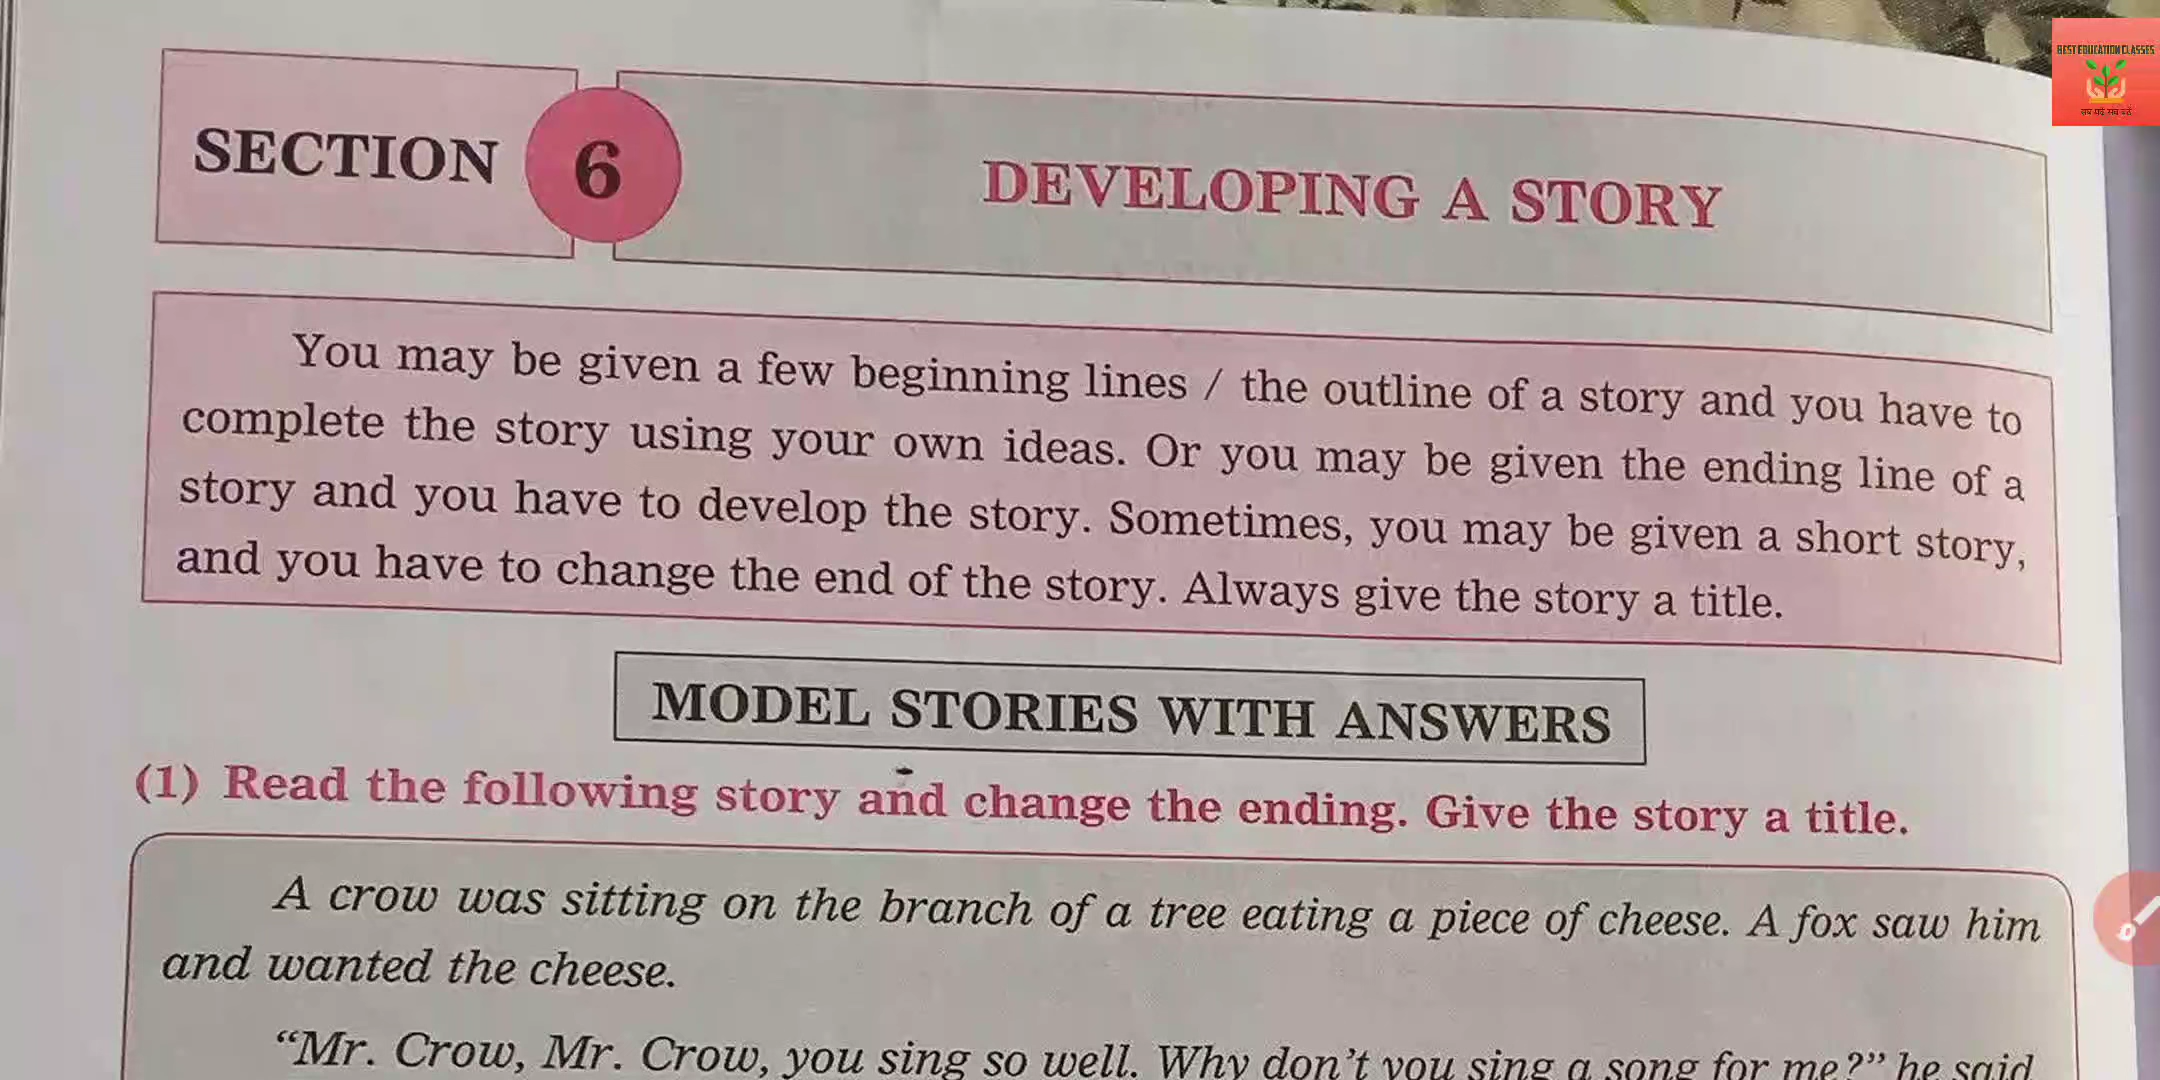 BEST EDUCATION CLASSES
SECTION 6 DEVELOPING A STORY
You may be given a few beginning lines / the outline of a story and you have to
complete the story using your own ideas. Or you may be given the ending line of a
story and you have to develop the story. Sometimes, you may be given a short story,
and you have to change the end of the story. Always give the story a title.
MODEL STORIES WITH ANSWERS
(1) Read the following story and change the ending. Give the story a title.
A crow was sitting on the branch of a tree eating a piece of cheese. A fox saw him
and wanted the cheese.
“Mr. Crow, Mr. Crow, you sing so well. Why don’t you sing a song for me?” he said